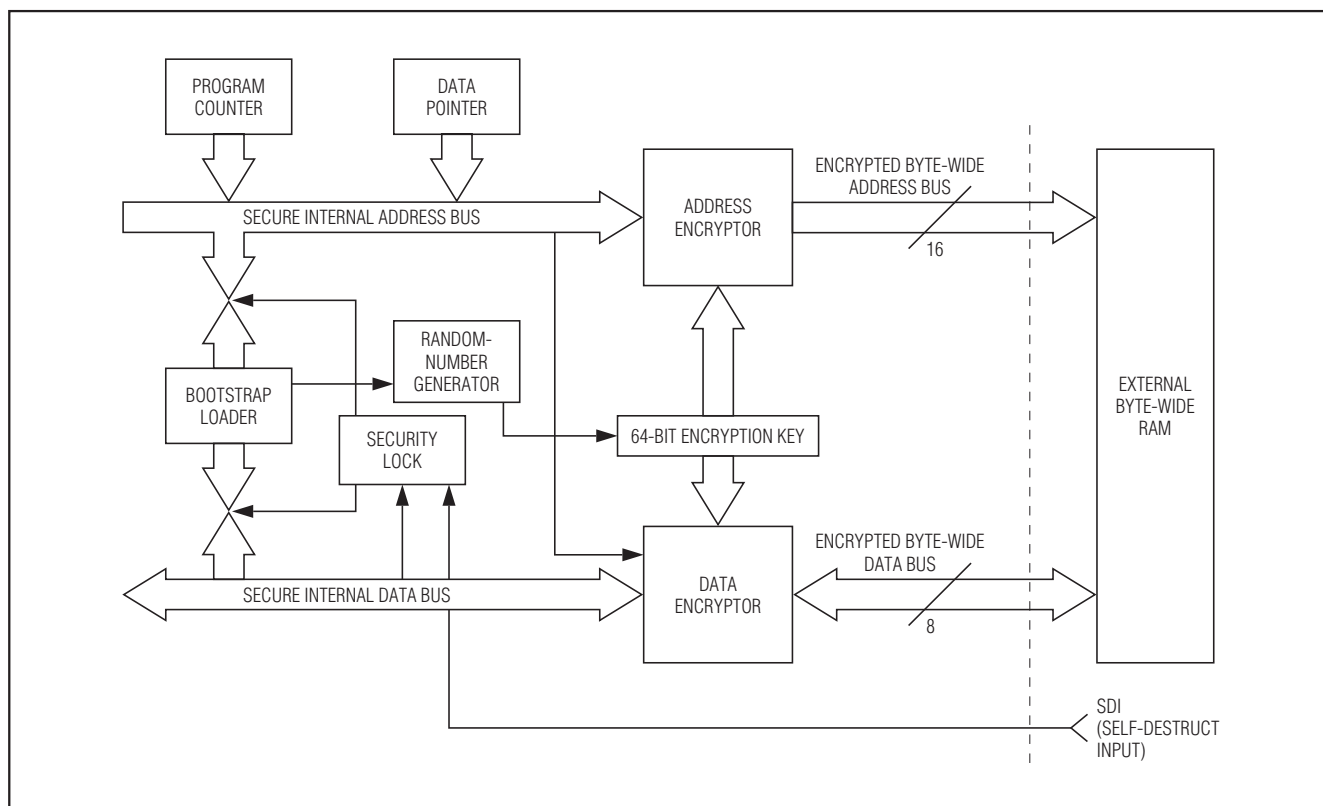 PROGRAM
COUNTER
DATA
POINTER
SECURE INTERNAL ADDRESS BUS
ADDRESS
ENCRYPTOR
ENCRYPTED BYTE-WIDE
ADDRESS BUS
16
EXTERNAL
BYTE-WIDE
RAM
BOOTSTRAP
LOADER
RANDOM-
NUMBER
GENERATOR
SECURITY
LOCK
64-BIT ENCRYPTION KEY
SECURE INTERNAL DATA BUS
DATA
ENCRYPTOR
ENCRYPTED BYTE-WIDE
DATA BUS
8
SDI
(SELF-DESTRUCT
INPUT)